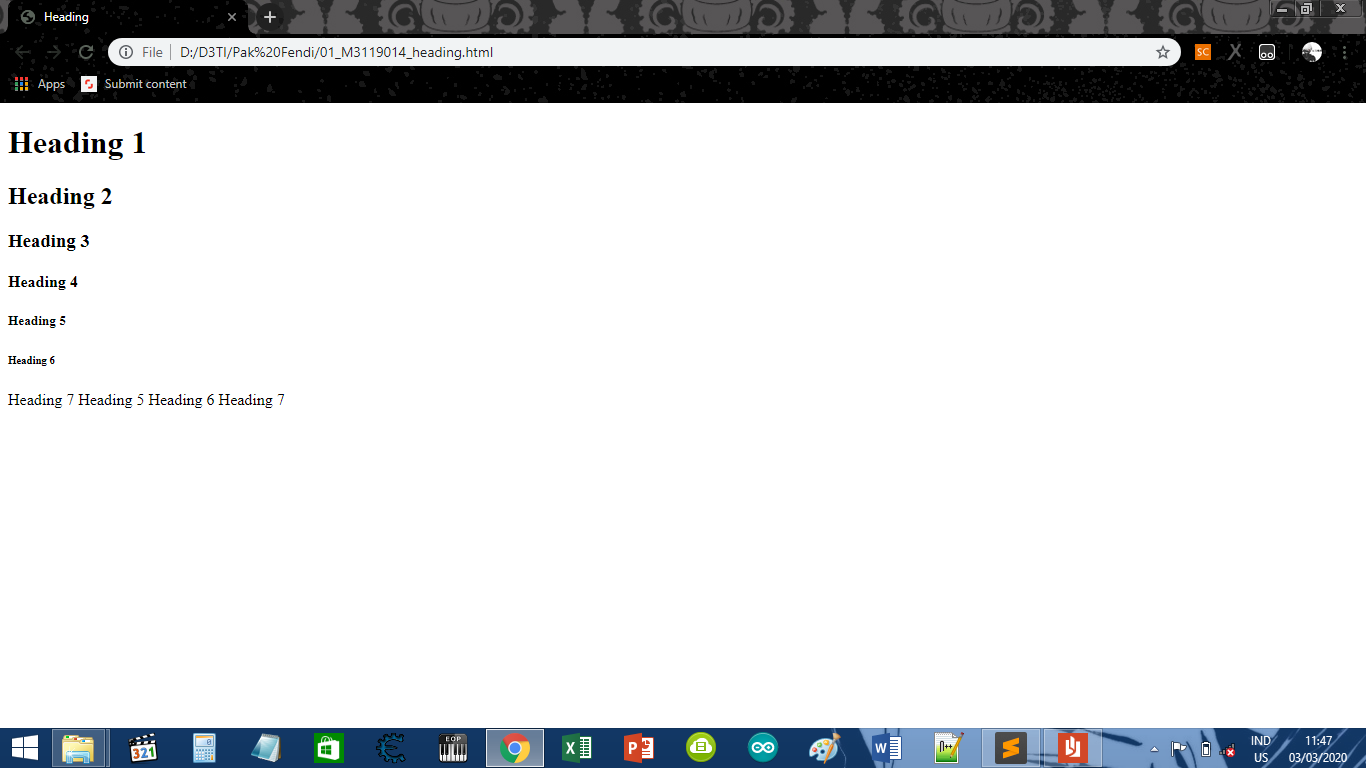 Heading
File D:/D3TI/Pak%20Fendi/01_M3119014_heading.html
SC
Apps Submit content
Heading 1
Heading 2
Heading 3
Heading 4
Heading 5
Heading 6
Heading 7 Heading 5 Heading 6 Heading 7
321
EOP
IND 11:47
US 03/03/2020